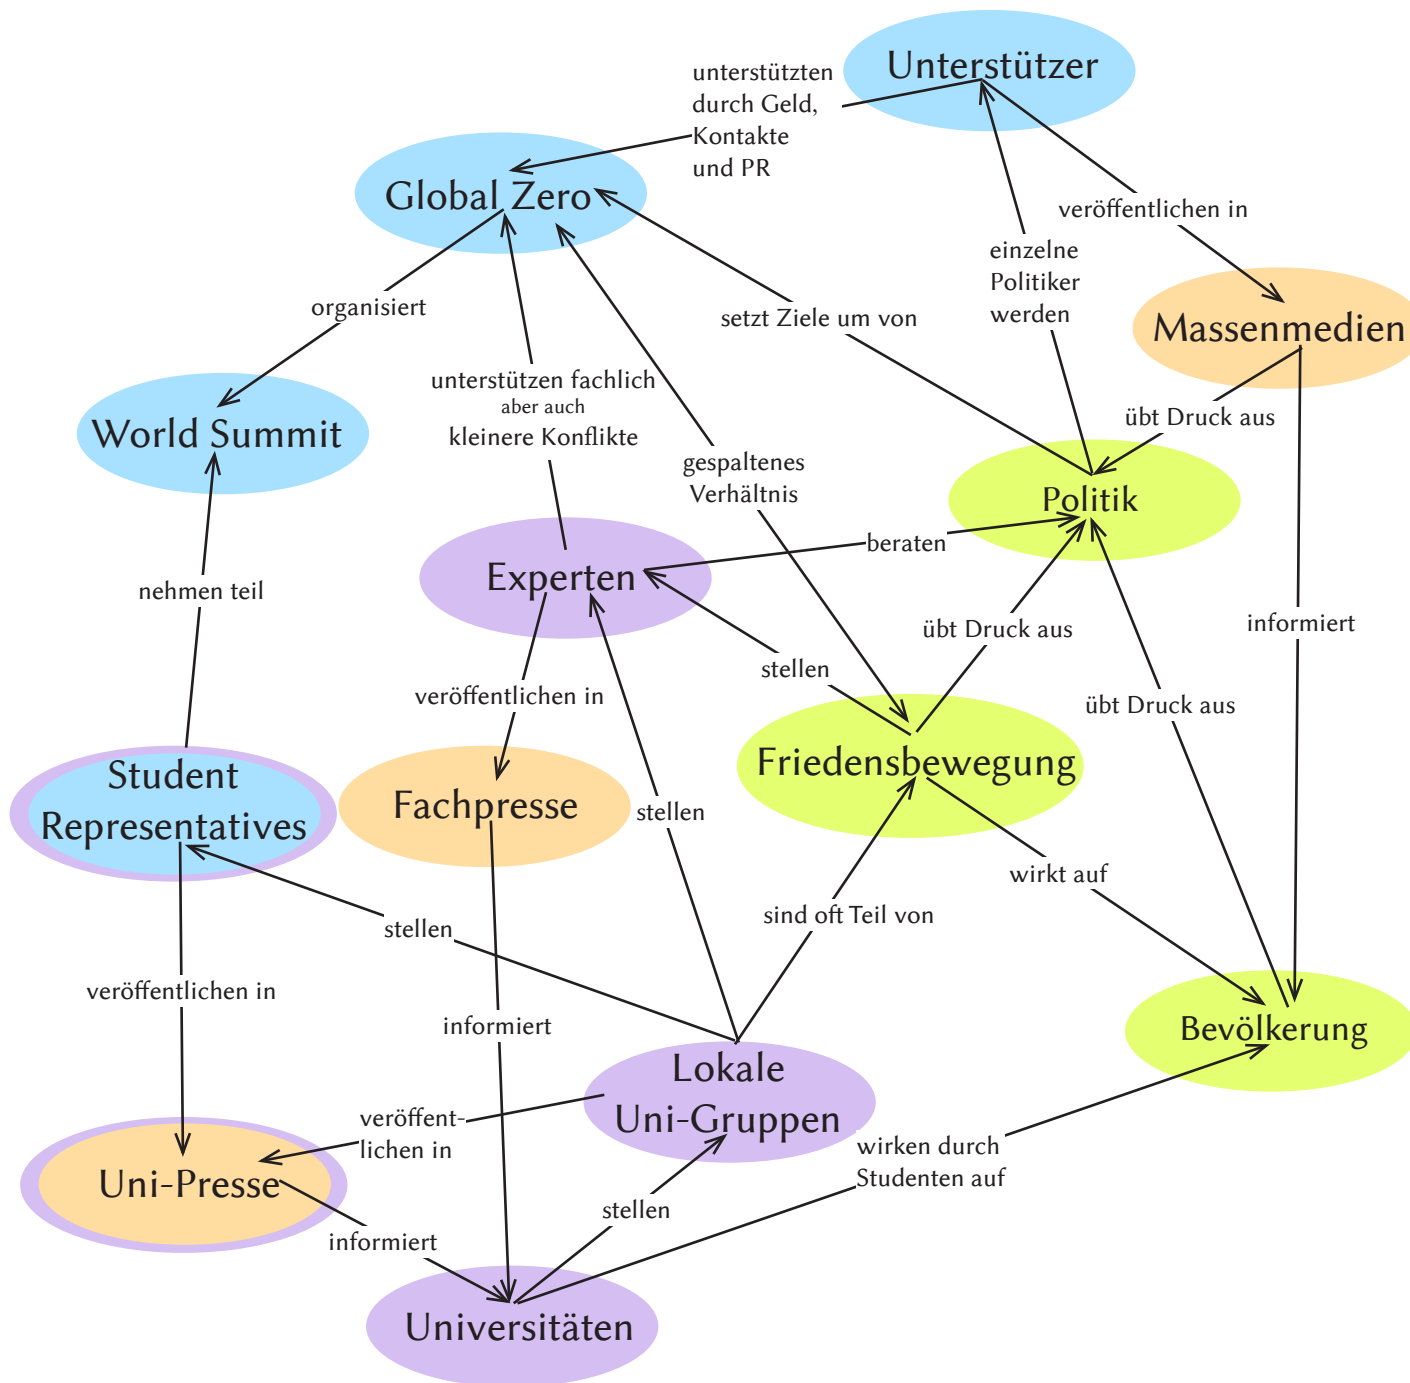 Unterstützer
unterstützten
durch Geld,
Kontakte
und PR
Global Zero
veröffentlichen in
einzelne
Politiker
werden
organisiert
setzt Ziele um von
Massenmedien
unterstützen fachlich
aber auch
kleinere Konflikte
übt Druck aus
World Summit
gespaltenes
Verhältnis
Politik
beraten
Experten
nehmen teil
übt Druck aus
informiert
stellen
veröffentlichen in
übt Druck aus
Student
Representatives
Fachpresse
stellen
Friedensbewegung
wirkt auf
stellen
sind oft Teil von
veröffentlichen in
informiert
Bevölkerung
Lokale
Uni-Gruppen
veröffent-
lichen in
wirken durch
Studenten auf
Uni-Presse
stellen
informiert
Universitäten